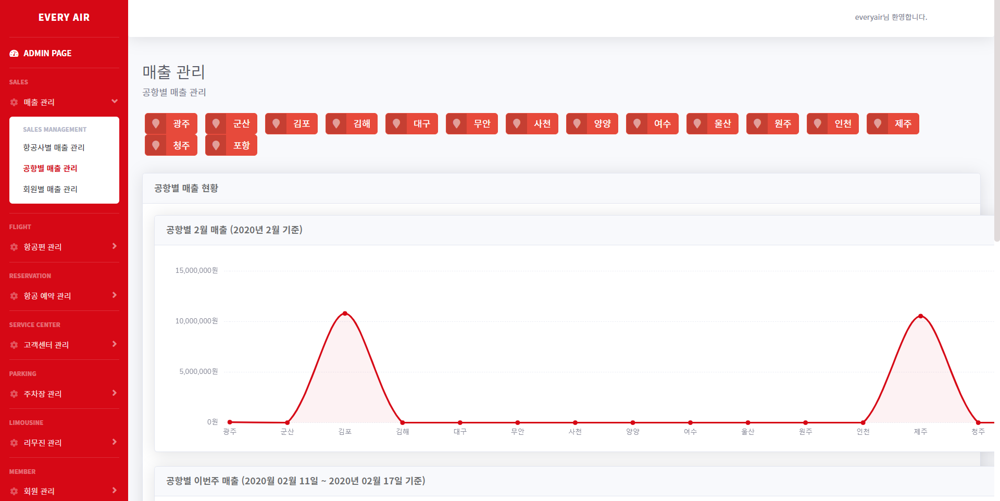 EVERY AIR
everyair님 환영합니다.
ADMIN PAGE
SALES
매출 관리
SALES MANAGEMENT
항공사별 매출 관리
공항별 매출 관리
회원별 매출 관리
FLIGHT
항공편 관리
RESERVATION
항공 예약 관리
SERVICE CENTER
고객센터 관리
PARKING
주차장 관리
LIMOUSINE
리무진 관리
MEMBER
회원 관리
매출 관리
공항별 매출 관리
광주 군산 김포 김해 대구 무안 사천 양양 여수 울산 원주 인천 제주
청주 포항
공항별 매출 현황
공항별 2월 매출 (2020년 2월 기준)
15,000,000원
10,000,000원
5,000,000원
0원
광주 군산 김포 김해 대구 무안 사천 양양 여수 울산 원주 인천 제주 청주
공항별 이번주 매출 (2020월 02월 11일 ~ 2020년 02월 17일 기준)